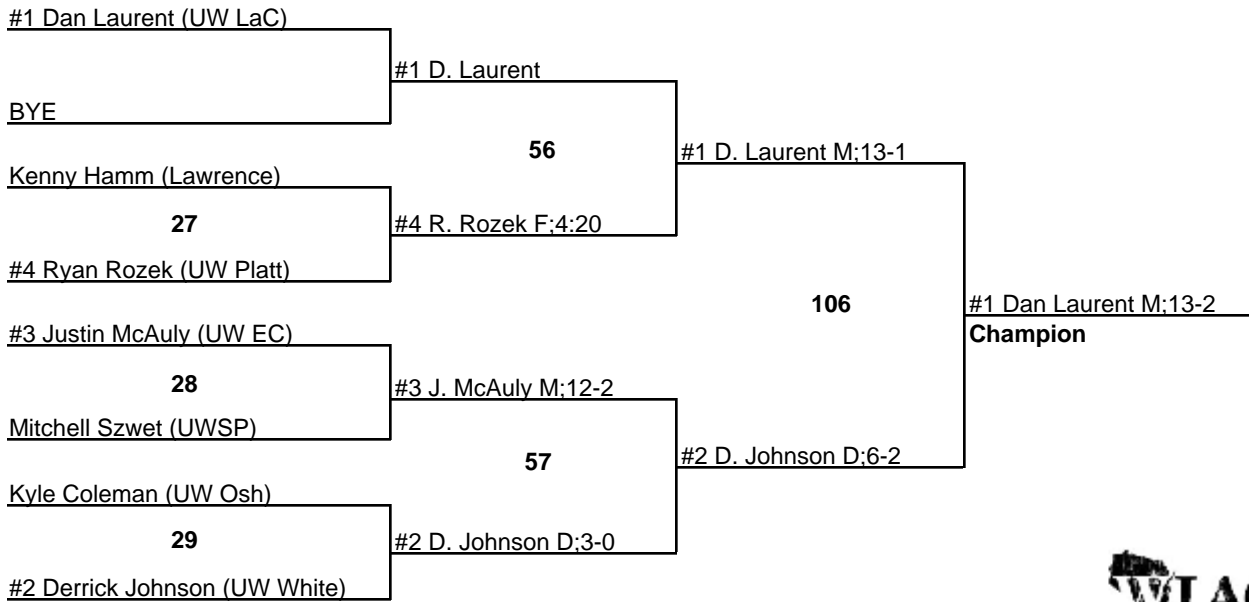 #1 Dan Laurent (UW LaC)
#1 D. Laurent
BYE
56
#1 D. Laurent M;13-1
Kenny Hamm (Lawrence)
27
#4 R. Rozek F;4:20
#4 Ryan Rozek (UW Platt)
106
#1 Dan Laurent M;13-2
Champion
#3 Justin McAuly (UW EC)
28
#3 J. McAuly M;12-2
Mitchell Szwet (UWSP)
57
#2 D. Johnson D;6-2
Kyle Coleman (UW Osh)
29
#2 D. Johnson D;3-0
#2 Derrick Johnson (UW White)